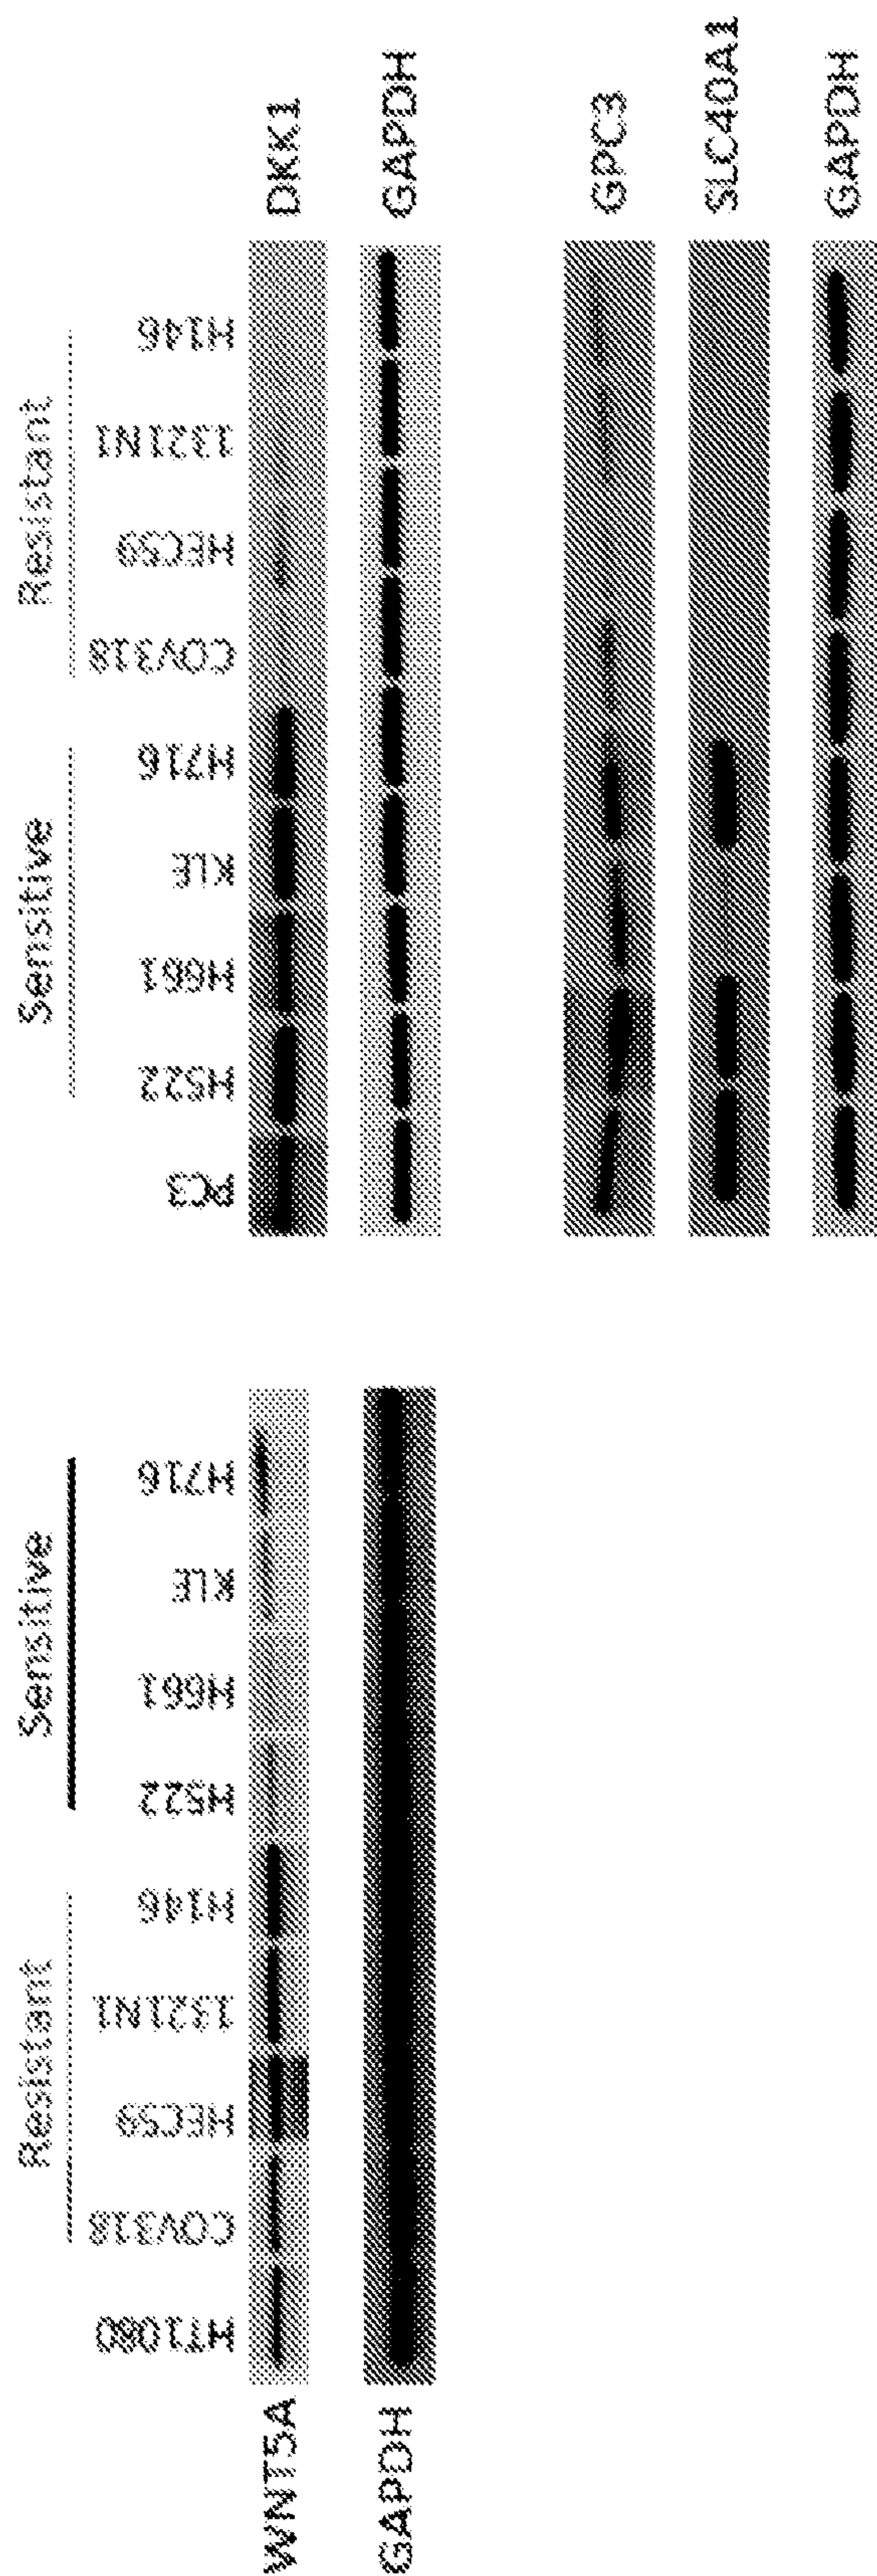 Resistant Sensitive
HT1080 COV318 HEC59 1321N1 H146 H522 H661 KLE H716
WNT5A
GAPDH
Sensitive Resistant
PC3 H522 H661 KLE H716 COV318 HEC59 1321N1 H146
DKK1
GAPDH
GPC3
SLC40A1
GAPDH